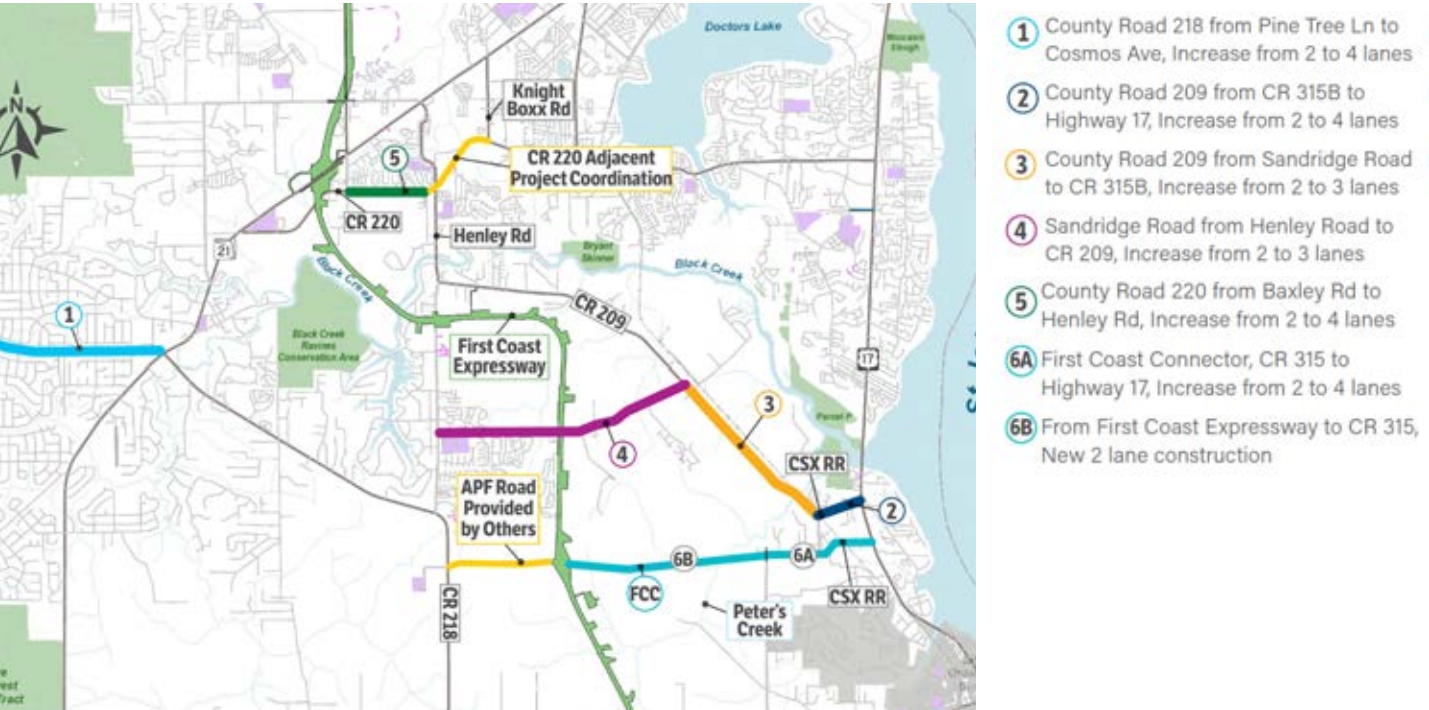 Doctors Lake
Moccasin
Slough
N
Knight
Boxx Rd
5
CR 220 Adjacent
Project Coordination
CR 220
Henley Rd
21
Bryant
Skinner
Black Creek
Black Creek
1
CR 209
Black Creek
Ravines
Conservation Area
First Coast
Expressway
17
3
Parcel P
4
CSX RR
APF Road
Provided
by Others
2
6B
6A
FCC
CSX RR
CR 218
Peter's
Creek
1 County Road 218 from Pine Tree Ln to
Cosmos Ave, Increase from 2 to 4 lanes
2 County Road 209 from CR 315B to
Highway 17, Increase from 2 to 4 lanes
3 County Road 209 from Sandridge Road
to CR 315B, Increase from 2 to 3 lanes
4 Sandridge Road from Henley Road to
CR 209, Increase from 2 to 3 lanes
5 County Road 220 from Baxley Rd to
Henley Rd, Increase from 2 to 4 lanes
6A First Coast Connector, CR 315 to
Highway 17, Increase from 2 to 4 lanes
6B From First Coast Expressway to CR 315,
New 2 lane construction